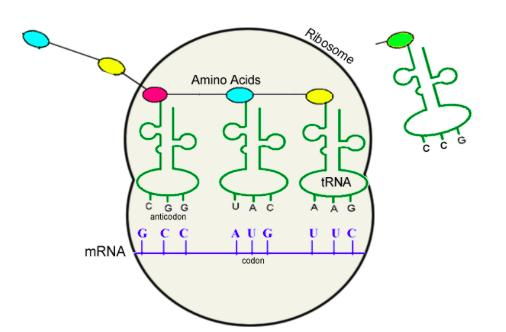 Ribosome
Amino Acids
tRNA
C C G
C G G
U A C
A A G
anticodon
G C C
A U G
U U C
mRNA
codon